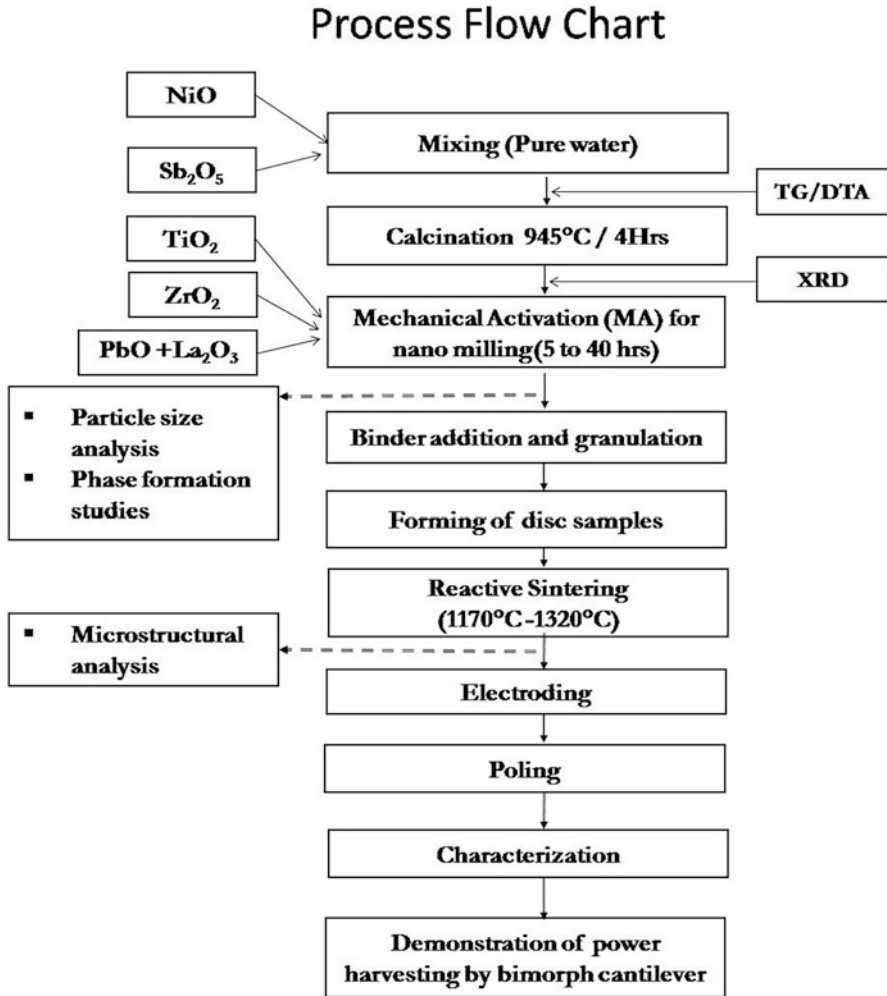 Process Flow Chart
NiO
Mixing (Pure water)
Sb₂O₅
TG/DTA
TiO₂
Calcination 945°C / 4Hrs
ZrO₂
XRD
Mechanical Activation (MA) for
nano milling(5 to 40 hrs)
PbO +La₂O₃
▪ Particle size
analysis
▪ Phase formation
studies
Binder addition and granulation
Forming of disc samples
Reactive Sintering
(1170°C -1320°C)
▪ Microstructural
analysis
Electroding
Poling
Characterization
Demonstration of power
harvesting by bimorph cantilever